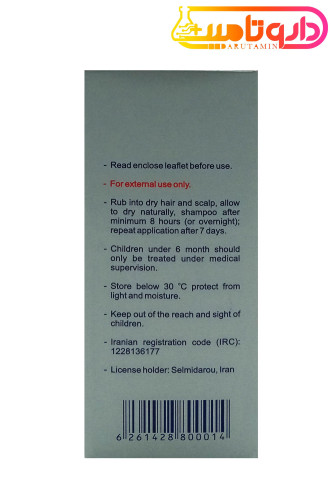 داروتامین
DARUTAMIN
- Read enclose leaflet before use.
- For external use only.
- Rub into dry hair and scalp, allow
to dry naturally, shampoo after
minimum 8 hours (or overnight);
repeat application after 7 days.
- Children under 6 month should
only be treated under medical
supervision.
- Store below 30 °C protect from
light and moisture.
- Keep out of the reach and sight of
children.
- Iranian registration code (IRC):
1228136177
- License holder: Selmidarou, Iran
6 261428 800014